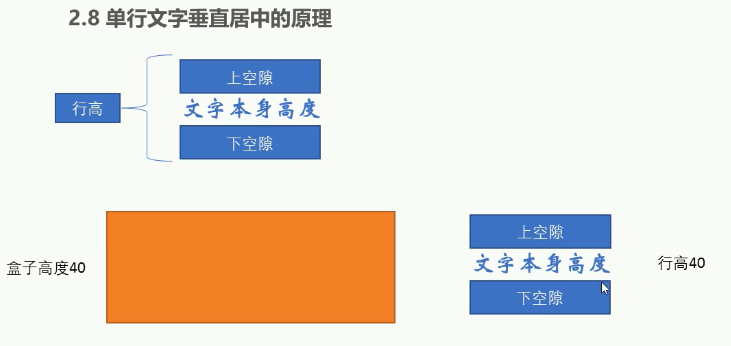 2.8 单行文字垂直居中的原理
上空隙
行高
文字本身高度
下空隙
盒子高度40
上空隙
文字本身高度
行高40
下空隙